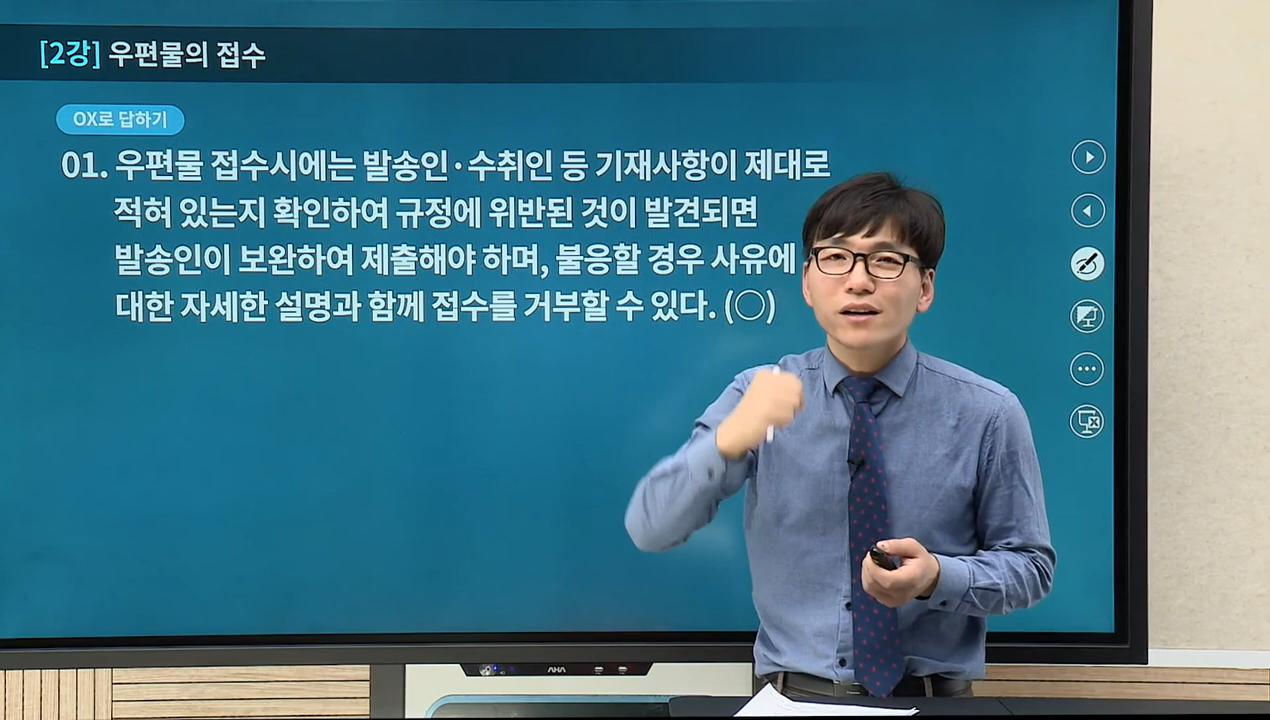 [2강] 우편물의 접수
OX로 답하기
01. 우편물 접수시에는 발송인·수취인 등 기재사항이 제대로
적혀 있는지 확인하여 규정에 위반된 것이 발견되면
발송인이 보완하여 제출해야 하며, 불응할 경우 사유에
대한 자세한 설명과 함께 접수를 거부할 수 있다. (○)
AHA